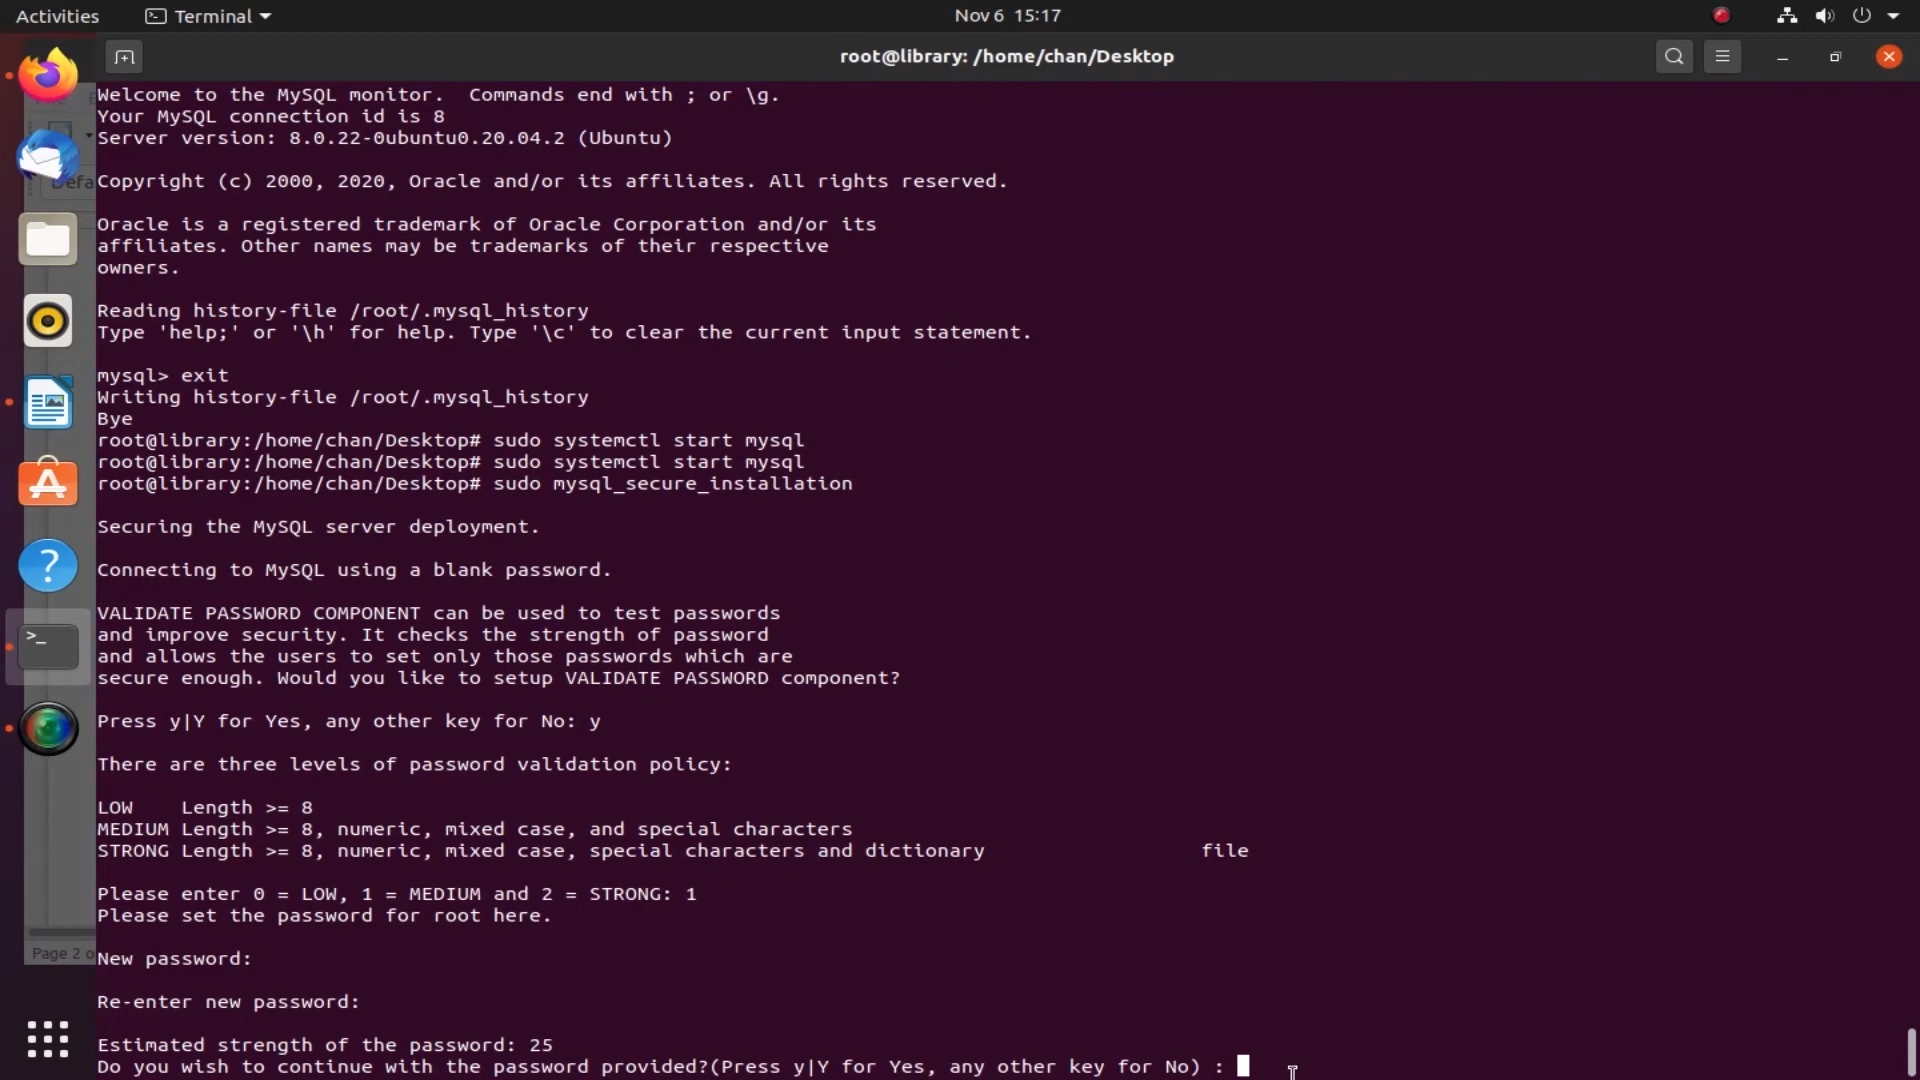 Activities
Terminal
Nov 6 15:17
root@library: /home/chan/Desktop
Welcome to the MySQL monitor.  Commands end with ; or \g.
Your MySQL connection id is 8
Server version: 8.0.22-0ubuntu0.20.04.2 (Ubuntu)
Copyright (c) 2000, 2020, Oracle and/or its affiliates. All rights reserved.
Oracle is a registered trademark of Oracle Corporation and/or its
affiliates. Other names may be trademarks of their respective
owners.
Reading history-file /root/.mysql_history
Type 'help;' or '\h' for help. Type '\c' to clear the current input statement.
mysql> exit
Writing history-file /root/.mysql_history
Bye
root@library:/home/chan/Desktop# sudo systemctl start mysql
root@library:/home/chan/Desktop# sudo systemctl start mysql
root@library:/home/chan/Desktop# sudo mysql_secure_installation
Securing the MySQL server deployment.
Connecting to MySQL using a blank password.
VALIDATE PASSWORD COMPONENT can be used to test passwords
and improve security. It checks the strength of password
and allows the users to set only those passwords which are
secure enough. Would you like to setup VALIDATE PASSWORD component?
Press y|Y for Yes, any other key for No: y
There are three levels of password validation policy:
LOW    Length >= 8
MEDIUM Length >= 8, numeric, mixed case, and special characters
STRONG Length >= 8, numeric, mixed case, special characters and dictionary                  file
Please enter 0 = LOW, 1 = MEDIUM and 2 = STRONG: 1
Please set the password for root here.
New password:
Re-enter new password:
Estimated strength of the password: 25
Do you wish to continue with the password provided?(Press y|Y for Yes, any other key for No) :
Defa
Page 2 o